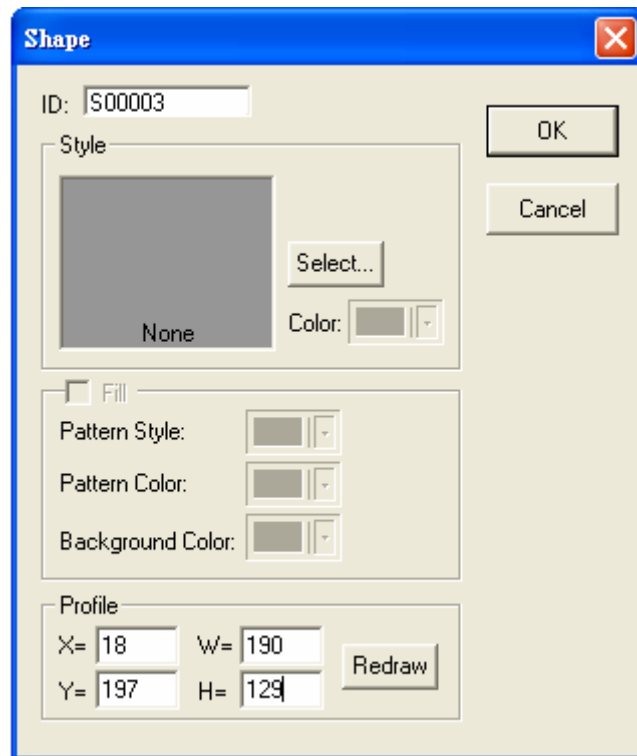 Shape
ID: S00003
OK
Style
Cancel
Select...
None
Color:
Fill
Pattern Style:
Pattern Color:
Background Color:
Profile
X= 18 W= 190
Redraw
Y= 197 H= 129